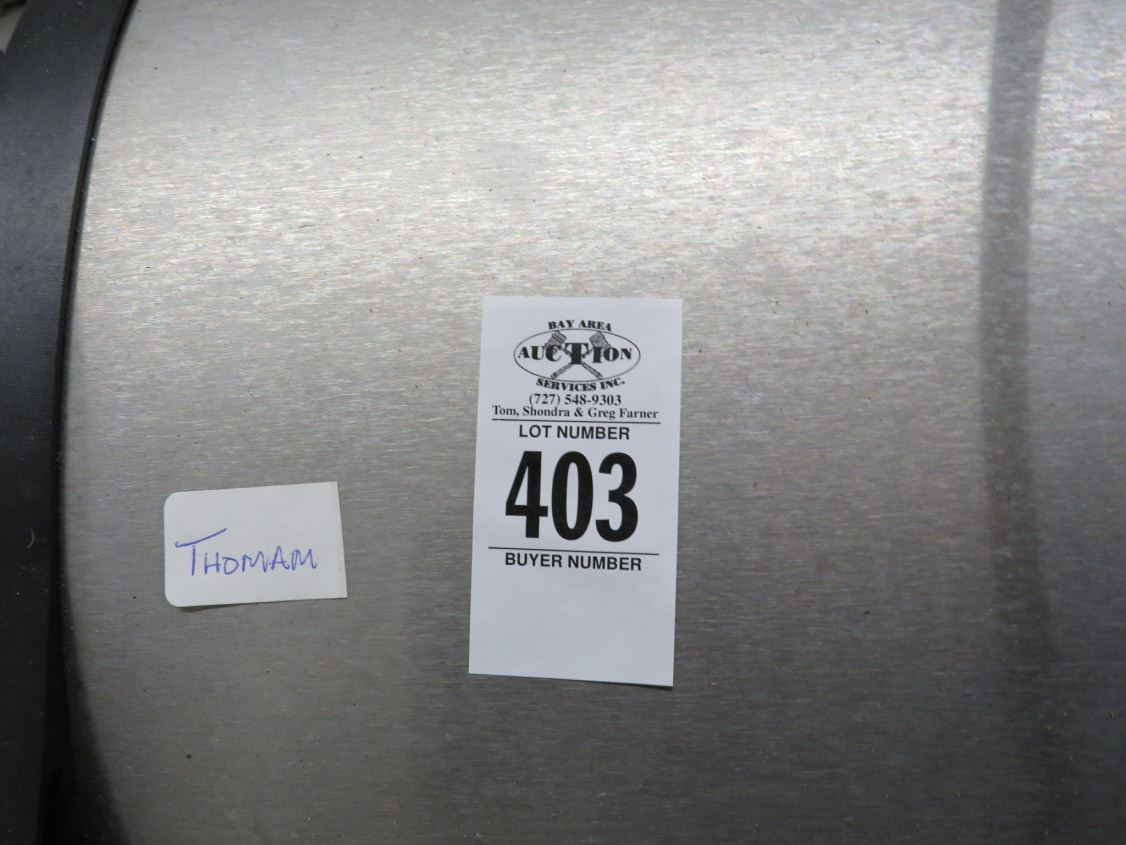 BAY AREA
AUCTION
SERVICES INC.
(727) 548-9303
Tom, Shondra & Greg Farner
LOT NUMBER
403
BUYER NUMBER
THOMAM